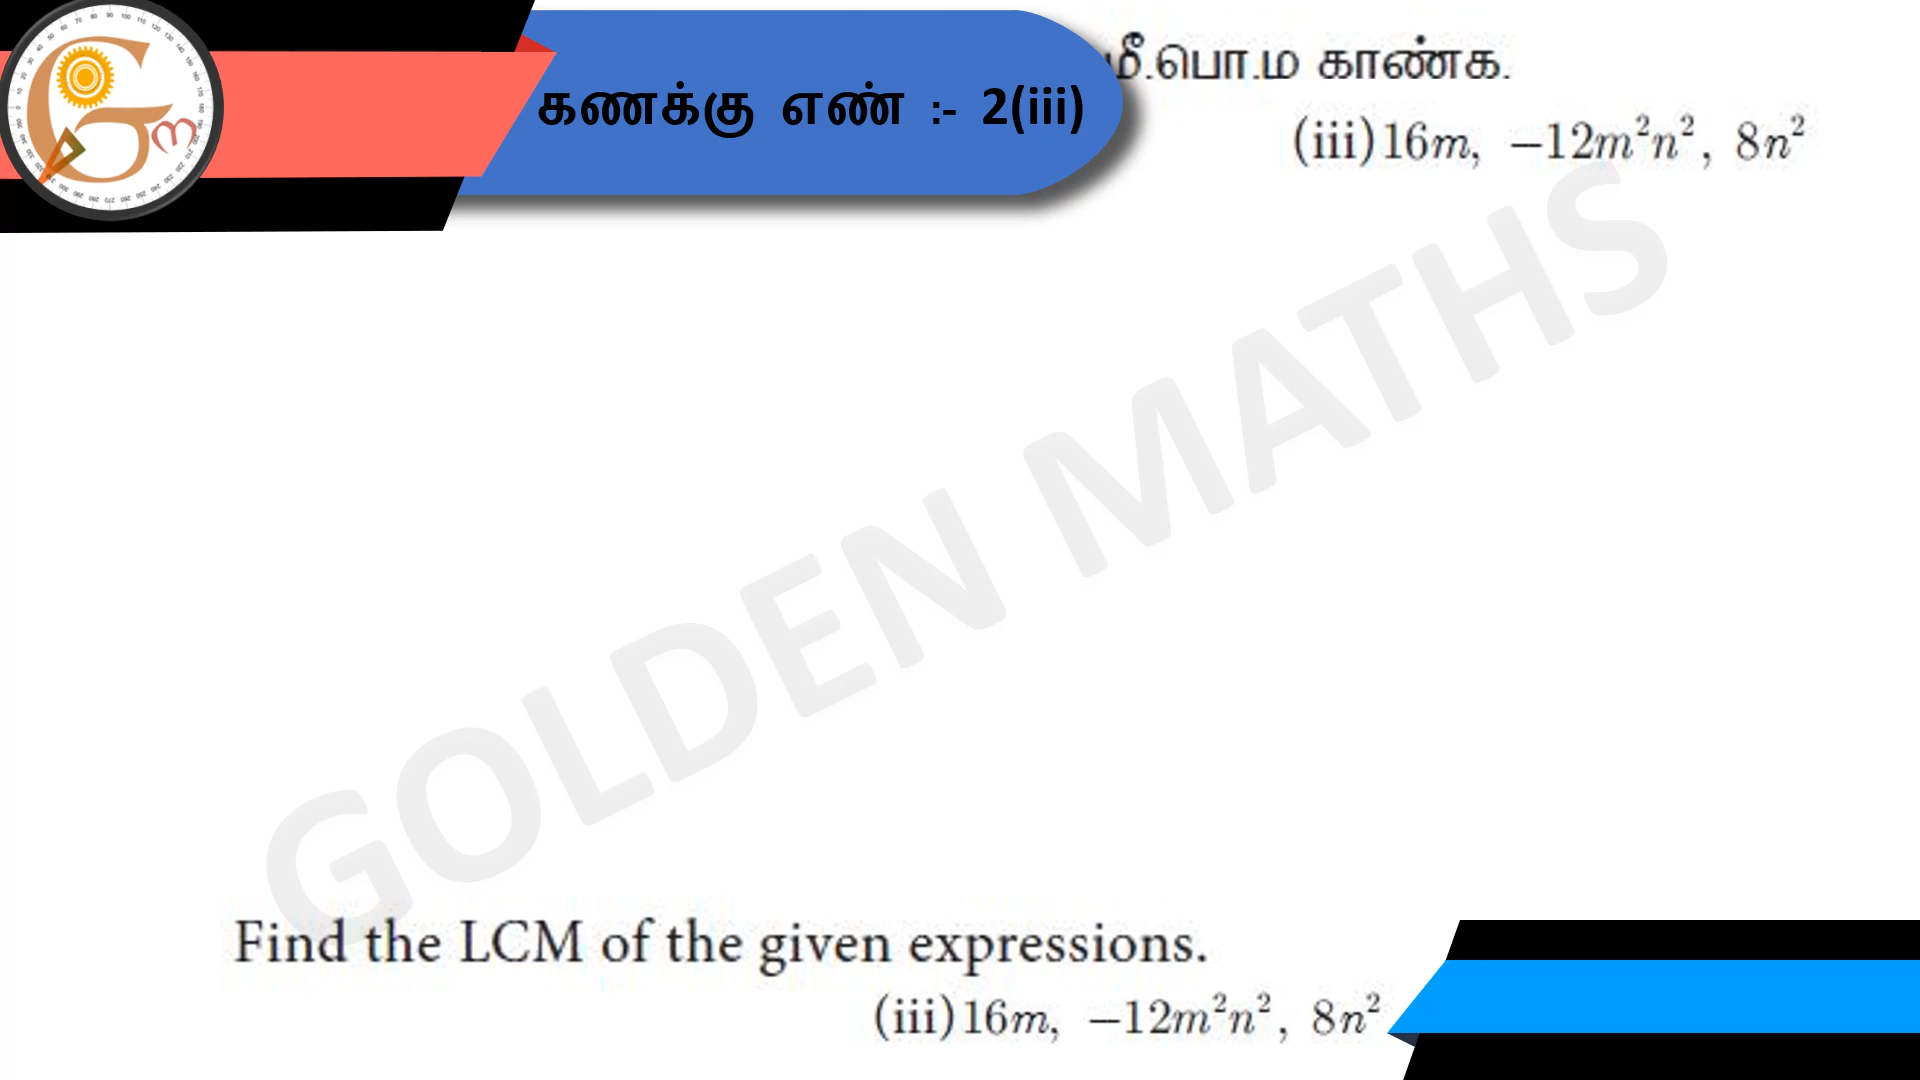 மீ.பொ.ம காண்க.
கணக்கு எண் :- 2(iii)
(iii) 16m, −12m²n², 8n²
GOLDEN MATHS
Find the LCM of the given expressions.
(iii) 16m, −12m²n², 8n²